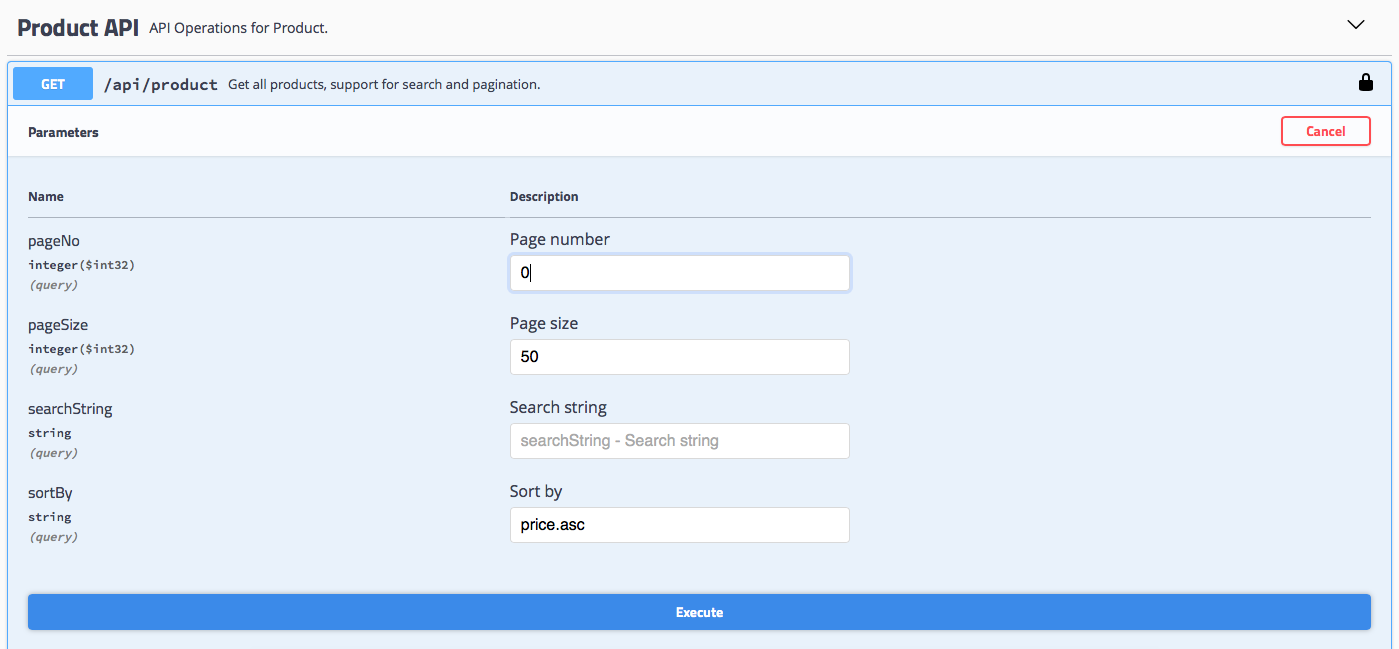 Product API API Operations for Product.
GET /api/product Get all products, support for search and pagination.
Parameters Cancel
Name Description
pageNo Page number
integer($int32) 0
(query)
pageSize Page size
integer($int32) 50
(query)
searchString Search string
string searchString - Search string
(query)
sortBy Sort by
string price.asc
(query)
Execute